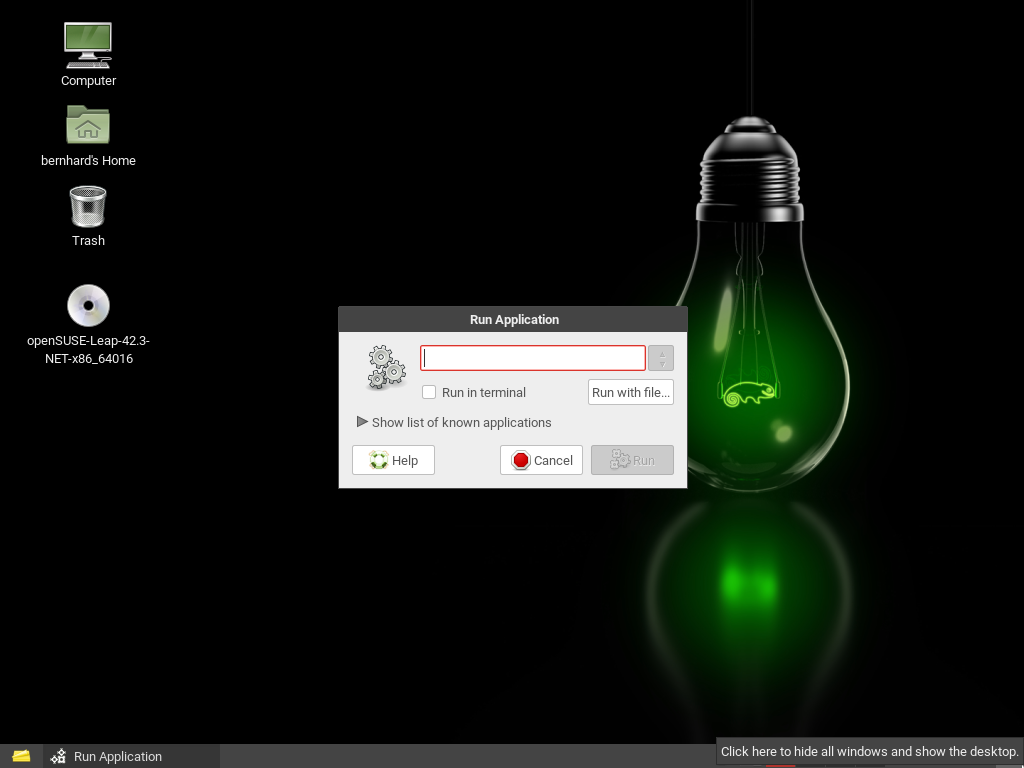 Computer
bernhard's Home
Trash
openSUSE-Leap-42.3-
NET-x86_64016
Run Application
Run in terminal
Run with file...
Show list of known applications
Help
Cancel
Run
Run Application
Click here to hide all windows and show the desktop.